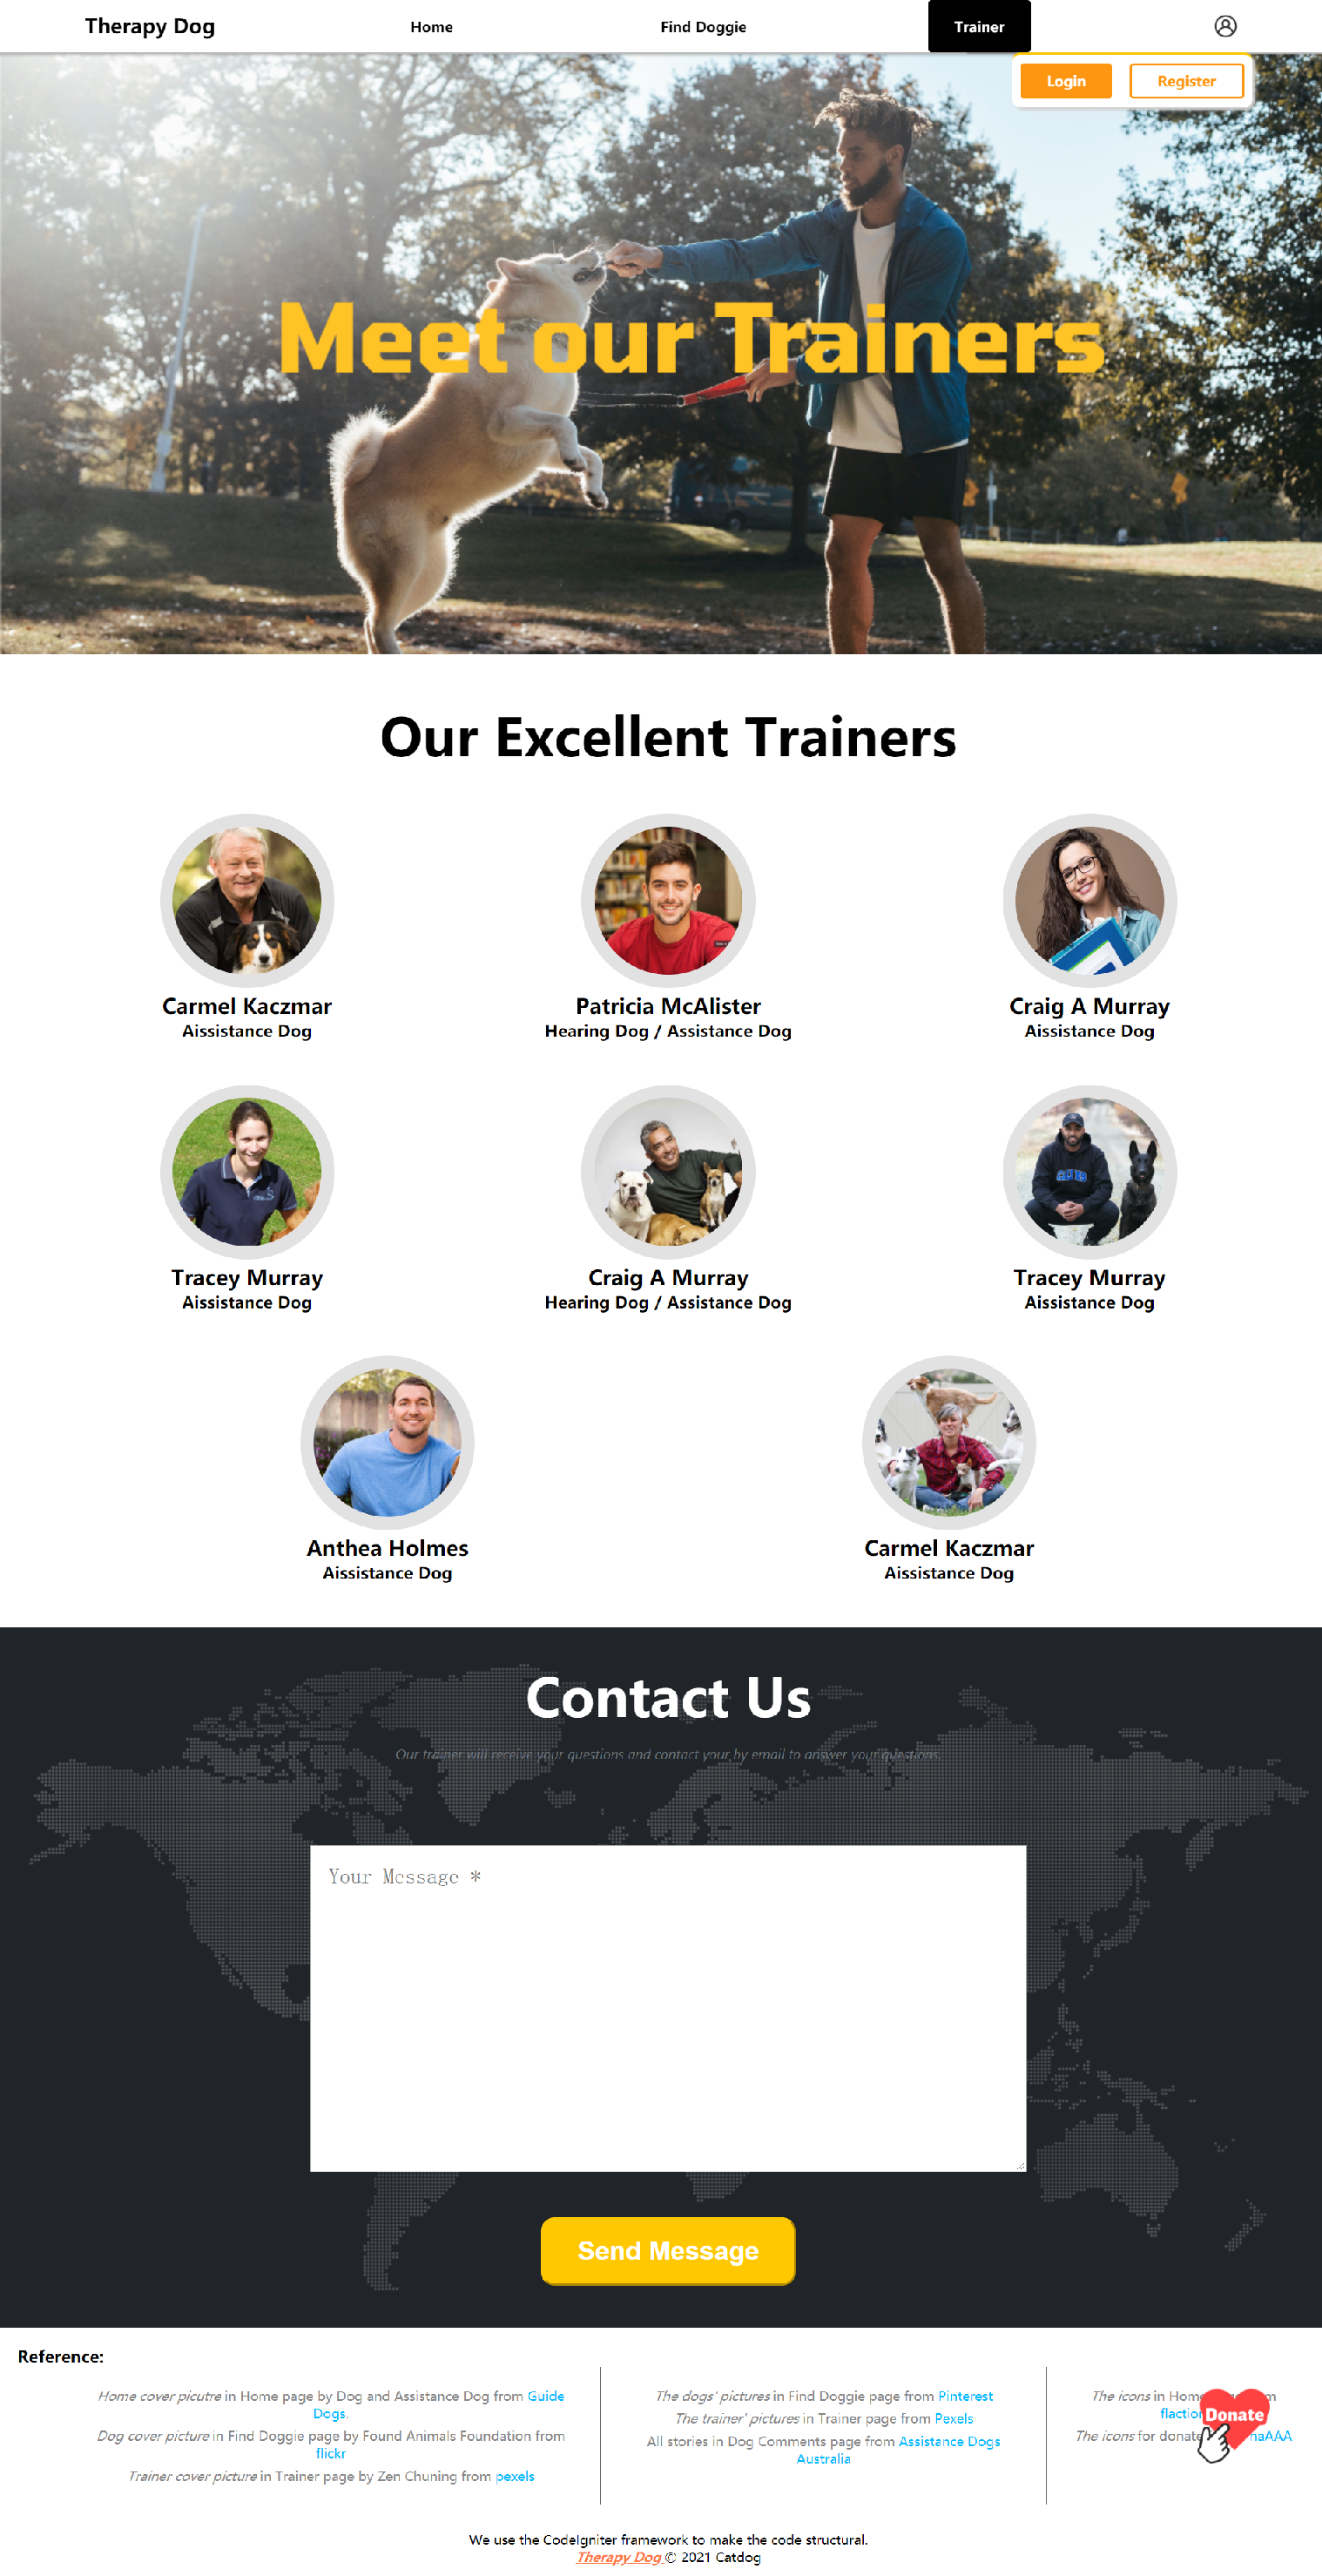 Therapy Dog
Home
Find Doggie
Trainer
Login
Register
Meet our Trainers
Our Excellent Trainers
Carmel Kaczmar
Aissistance Dog
Patricia McAlister
Hearing Dog / Assistance Dog
Craig A Murray
Aissistance Dog
Tracey Murray
Aissistance Dog
Craig A Murray
Hearing Dog / Assistance Dog
Tracey Murray
Aissistance Dog
Anthea Holmes
Aissistance Dog
Carmel Kaczmar
Aissistance Dog
Contact Us
Our trainer will receive your questions and contact your by email to answer your questions.
Your Message *
Send Message
Reference:
Home cover picutre in Home page by Dog and Assistance Dog from Guide
Dogs.
Dog cover picture in Find Doggie page by Found Animals Foundation from
flickr
Trainer cover picture in Trainer page by Zen Chuning from pexels
The dogs' pictures in Find Doggie page from Pinterest
The trainer' pictures in Trainer page from Pexels
All stories in Dog Comments page from Assistance Dogs
Australia
The icons in
The icons for donate
Donate
We use the CodeIgniter framework to make the code structural.
Therapy Dog © 2021 Catdog